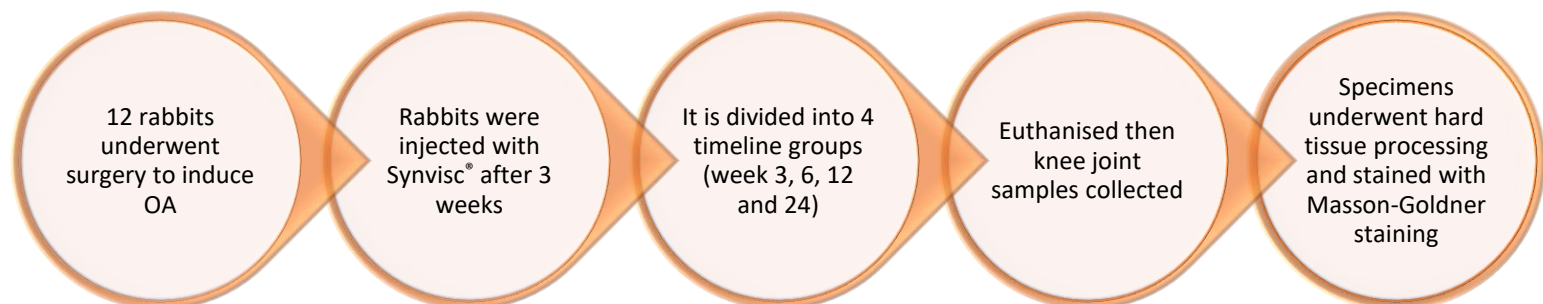 12 rabbits
underwent
surgery to induce
OA
Rabbits were
injected with
Synvisc® after 3
weeks
It is divided into 4
timeline groups
(week 3, 6, 12
and 24)
Euthanised then
knee joint
samples collected
Specimens
underwent hard
tissue processing
and stained with
Masson-Goldner
staining